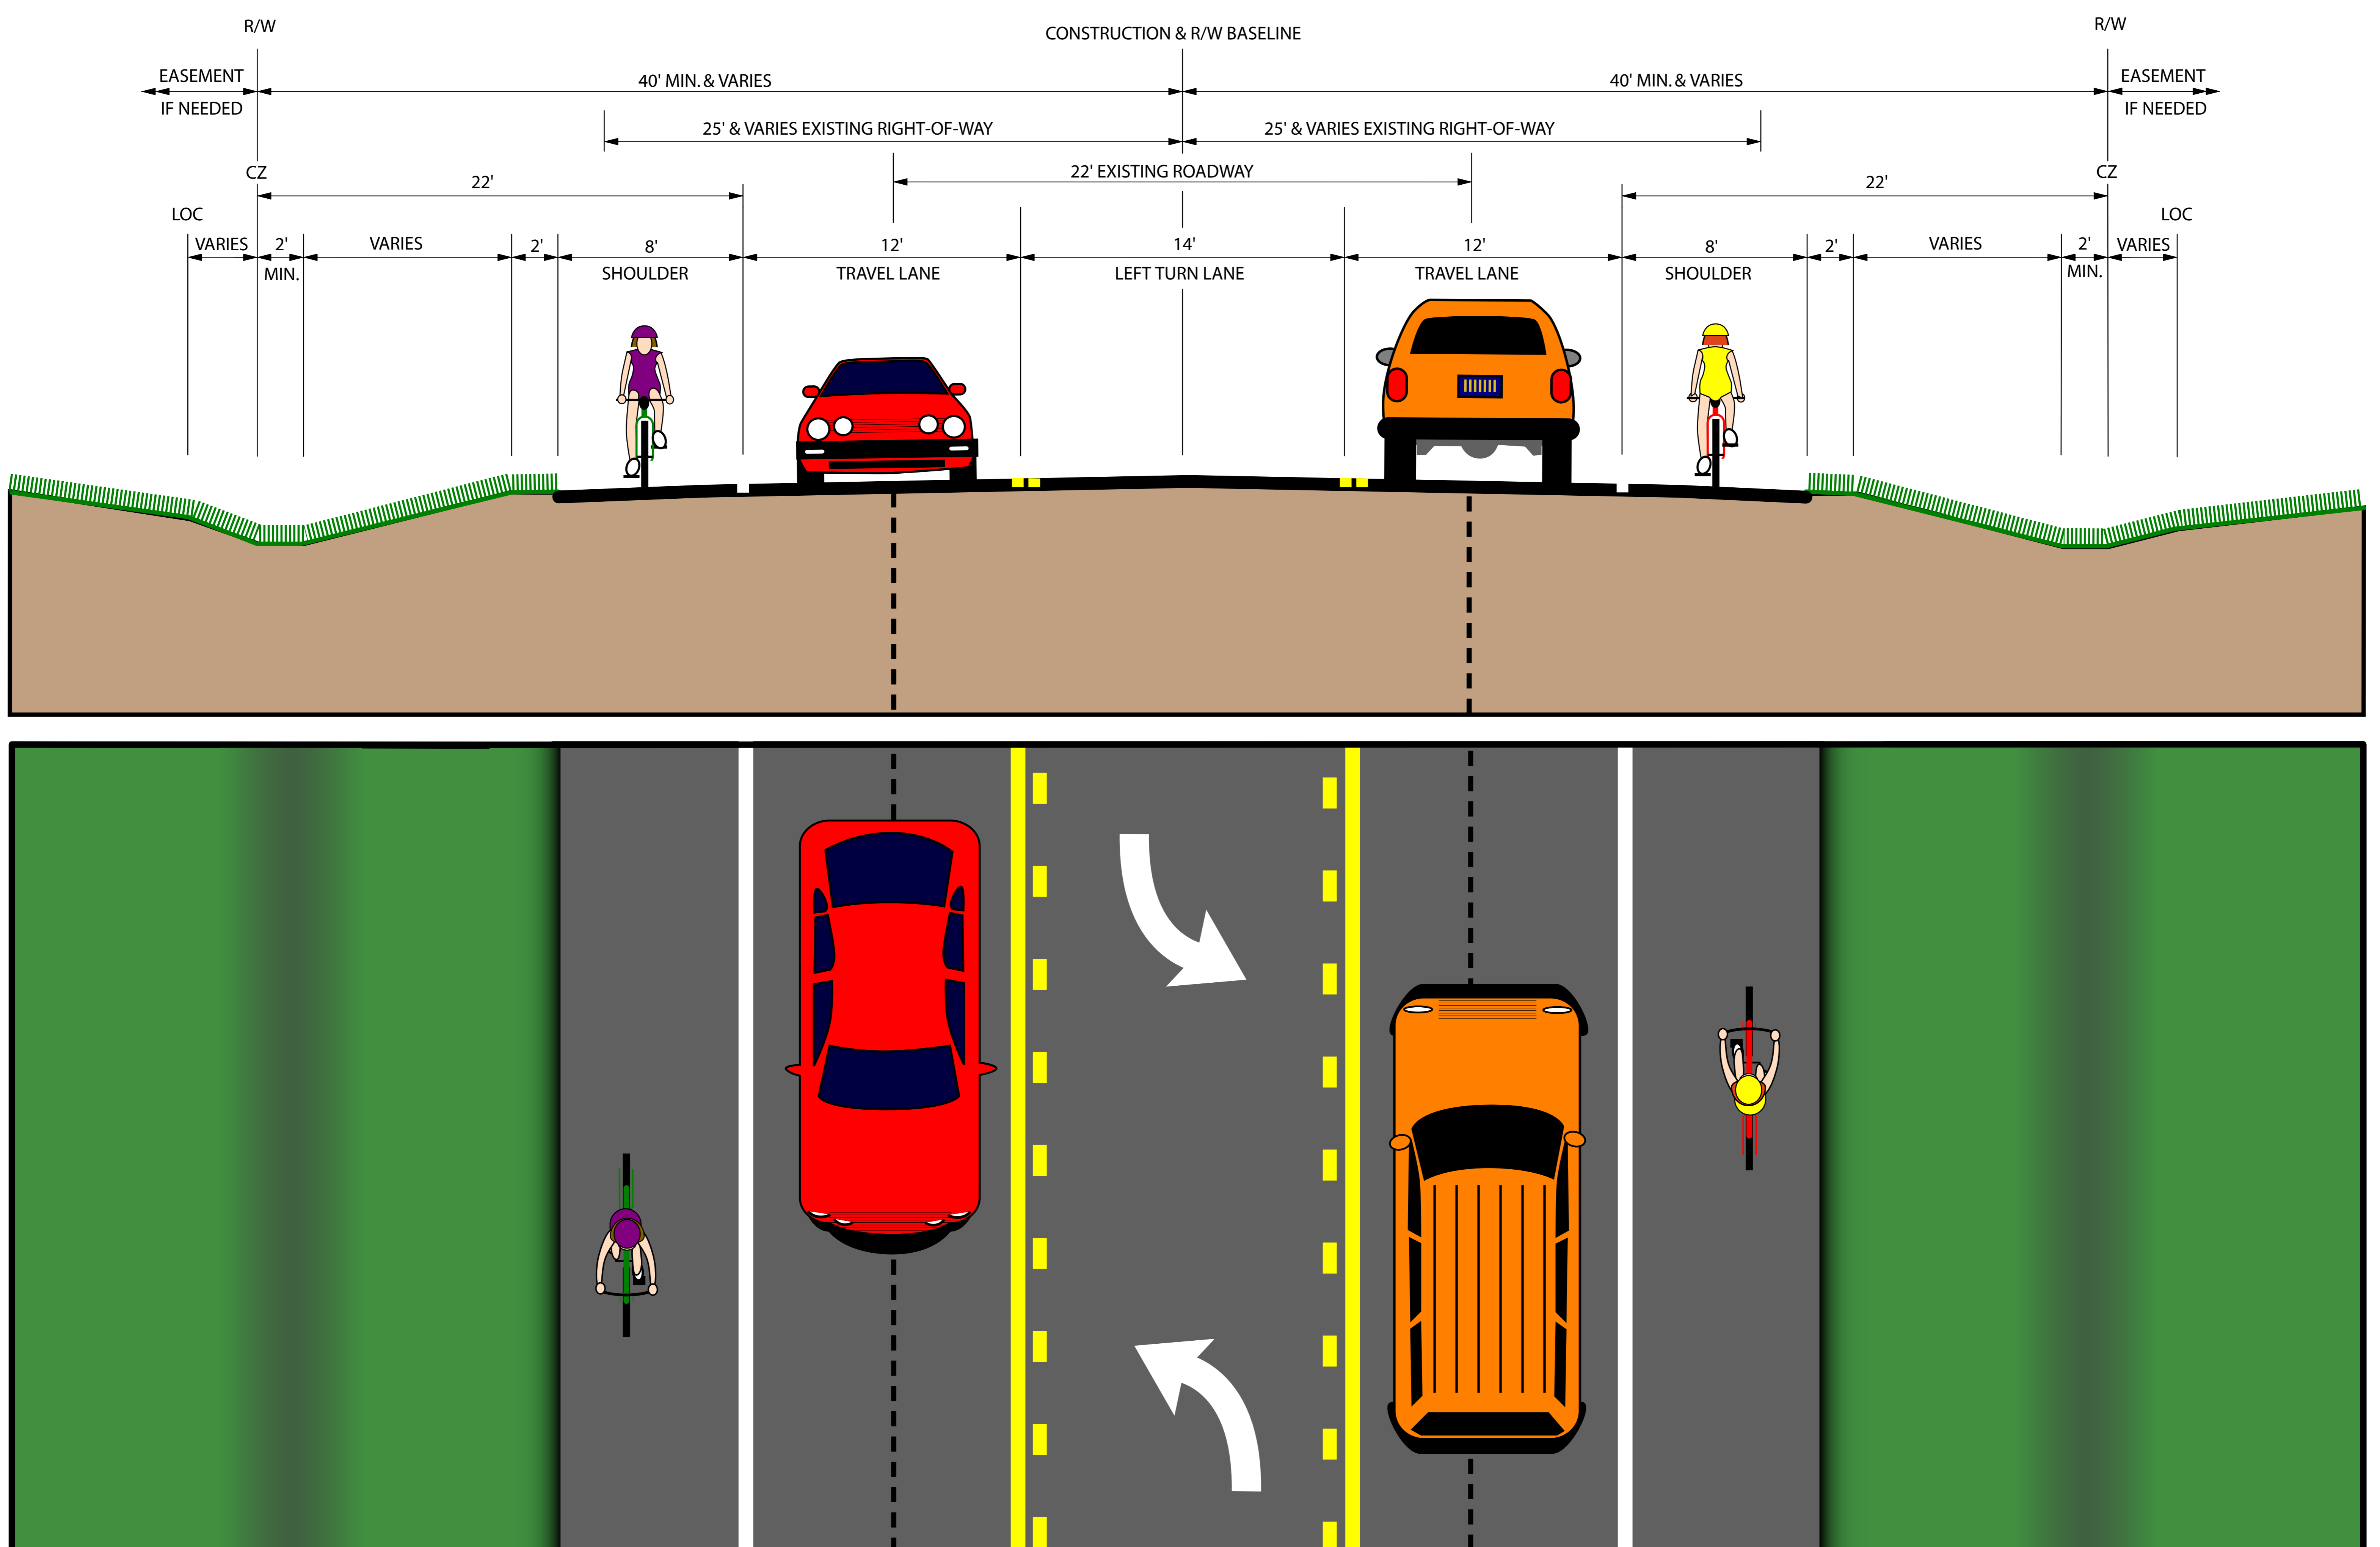 R/W
CONSTRUCTION & R/W BASELINE
R/W
EASEMENT
IF NEEDED
40' MIN. & VARIES
40' MIN. & VARIES
EASEMENT
IF NEEDED
25' & VARIES EXISTING RIGHT-OF-WAY
25' & VARIES EXISTING RIGHT-OF-WAY
CZ
22'
22' EXISTING ROADWAY
22'
CZ
LOC
LOC
VARIES
2'
MIN.
VARIES
2'
8'
SHOULDER
12'
TRAVEL LANE
14'
LEFT TURN LANE
12'
TRAVEL LANE
8'
SHOULDER
2'
VARIES
2'
MIN.
VARIES